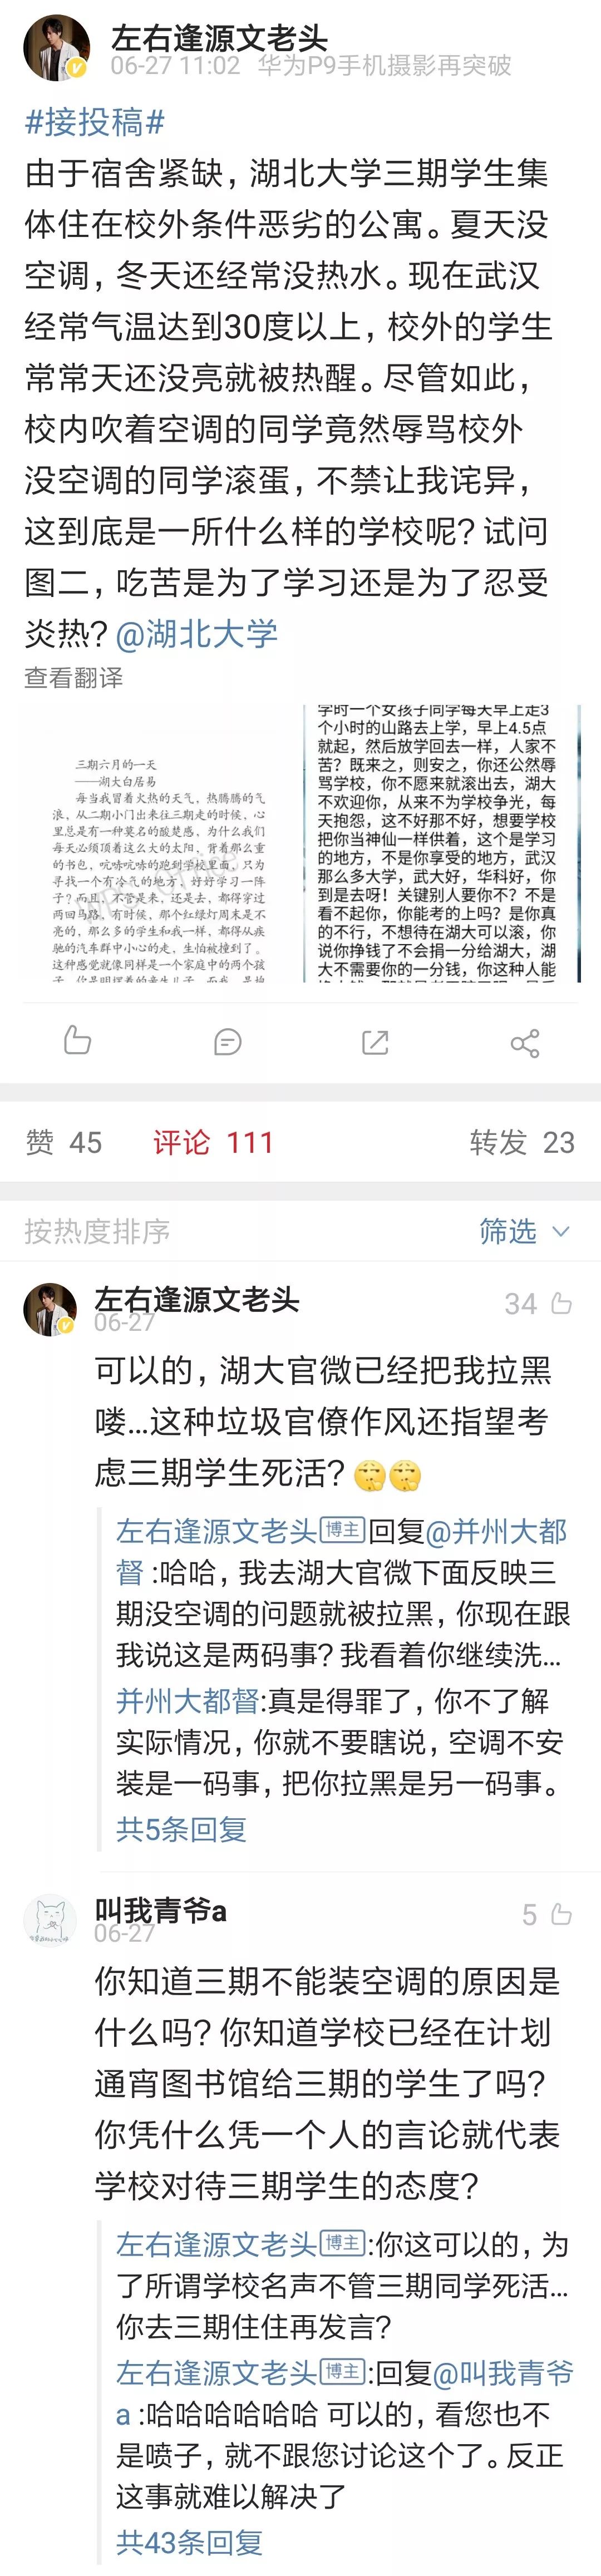 左右逢源文老头
06-27 11:02 华为P9手机摄影再突破
#接投稿#
由于宿舍紧缺，湖北大学三期学生集
体住在校外条件恶劣的公寓。夏天没
空调，冬天还经常没热水。现在武汉
经常气温达到30度以上，校外的学生
常常天还没亮就被热醒。尽管如此，
校内吹着空调的同学竟然辱骂校外
没空调的同学滚蛋，不禁让我诧异，
这到底是一所什么样的学校呢？试问
图二，吃苦是为了学习还是为了忍受
炎热？@湖北大学
查看翻译
三期六月的一天
——湖大白居易
每当我冒着火热的天气，热腾腾的气
浪，从二期小门出来往三期走的时候，心
里总是有一种莫名的酸楚感，为什么我们
每天必须顶着这么大的太阳，背着那么重
的书包，吭哧吭哧的跑到学校里面，只为
寻找一个有冷气的地方，好好学习一阵
子？而且，不管是来，还是去，都得穿过
两回马路，有时候，那个红绿灯周末是不
亮的，那么多的学生和我一样，都得从疾
驰的汽车群中小心的走，生怕被撞到了。
这种感觉就像同样是一个家庭中的两个孩
学时一个女孩子同学每天早上走3
个小时的山路去上学，早上4.5点
就起，然后放学回去一样，人家不
苦？既来之，则安之，你还公然辱
骂学校，你不愿来就滚出去，湖大
不欢迎你，从来不为学校争光，每
天抱怨，这不好那不好，想要学校
把你当神仙一样供着，这个是学习
的地方，不是你享受的地方，武汉
那么多大学，武大好，华科好，你
到是去呀！关键别人要你不？不是
看不起你，你能考的上吗？是你真
的不行，不想待在湖大可以滚，你
说你挣钱了不会捐一分给湖大，湖
大不需要你的一分钱，你这种人能
赞 45 评论 111 转发 23
按热度排序 筛选
左右逢源文老头 34
06-27
可以的，湖大官微已经把我拉黑
喽...这种垃圾官僚作风还指望考
虑三期学生死活？
左右逢源文老头 博主 回复@并州大都
督 :哈哈，我去湖大官微下面反映三
期没空调的问题就被拉黑，你现在跟
我说这是两码事？我看着你继续洗...
并州大都督:真是得罪了，你不了解
实际情况，你就不要瞎说，空调不安
装是一码事，把你拉黑是另一码事。
共5条回复
叫我青爷a 5
06-27
你知道三期不能装空调的原因是
什么吗？你知道学校已经在计划
通宵图书馆给三期的学生了吗？
你凭什么凭一个人的言论就代表
学校对待三期学生的态度？
左右逢源文老头 博主 :你这可以的，为
了所谓学校名声不管三期同学死活...
你去三期住住再发言？
左右逢源文老头 博主 :回复@叫我青爷
a :哈哈哈哈哈哈 可以的，看您也不
是喷子，就不跟您讨论这个了。反正
这事就难以解决了
共43条回复